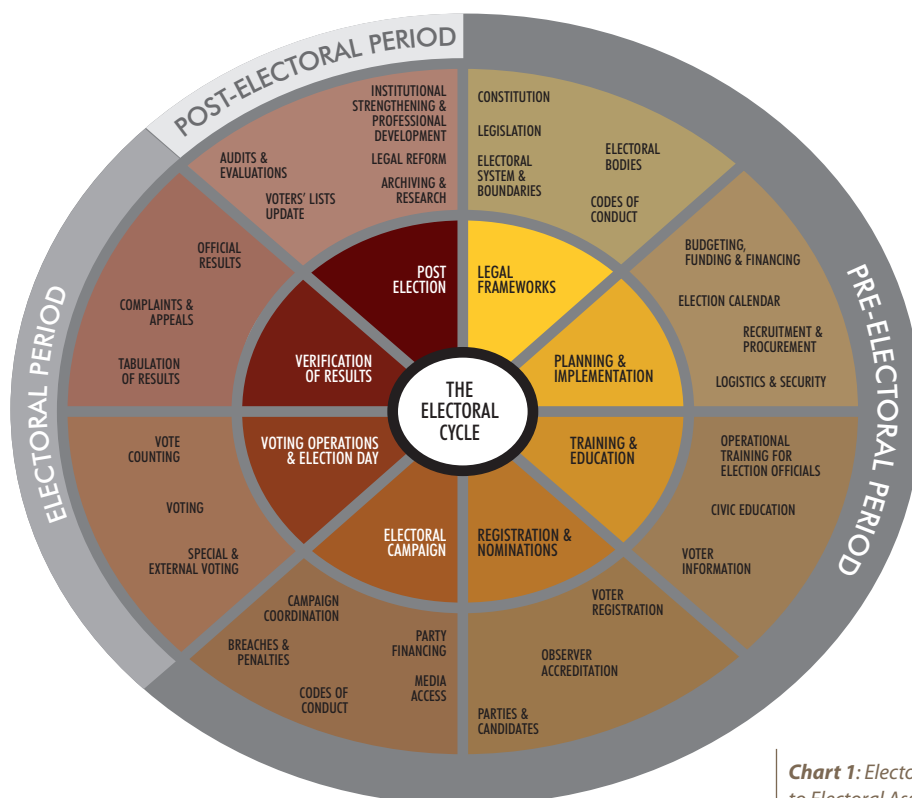 POST-ELECTORAL PERIOD
PRE-ELECTORAL PERIOD
ELECTORAL PERIOD
THE
ELECTORAL
CYCLE
LEGAL
FRAMEWORKS
CONSTITUTION
LEGISLATION
ELECTORAL
SYSTEM &
BOUNDARIES
ELECTORAL
BODIES
CODES OF
CONDUCT
PLANNING &
IMPLEMENTATION
BUDGETING,
FUNDING & FINANCING
ELECTION CALENDAR
RECRUITMENT &
PROCUREMENT
LOGISTICS & SECURITY
TRAINING &
EDUCATION
OPERATIONAL
TRAINING FOR
ELECTION OFFICIALS
CIVIC EDUCATION
VOTER
INFORMATION
REGISTRATION &
NOMINATIONS
VOTER
REGISTRATION
OBSERVER
ACCREDITATION
PARTIES &
CANDIDATES
ELECTORAL
CAMPAIGN
CAMPAIGN
COORDINATION
BREACHES &
PENALTIES
PARTY
FINANCING
MEDIA
ACCESS
CODES OF
CONDUCT
VOTING OPERATIONS
& ELECTION DAY
VOTE
COUNTING
VOTING
SPECIAL &
EXTERNAL VOTING
VERIFICATION
OF RESULTS
OFFICIAL
RESULTS
COMPLAINTS &
APPEALS
TABULATION
OF RESULTS
POST
ELECTION
INSTITUTIONAL
STRENGTHENING &
PROFESSIONAL
DEVELOPMENT
AUDITS &
EVALUATIONS
LEGAL REFORM
VOTERS' LISTS
UPDATE
ARCHIVING &
RESEARCH
Chart 1: 
to Electoral